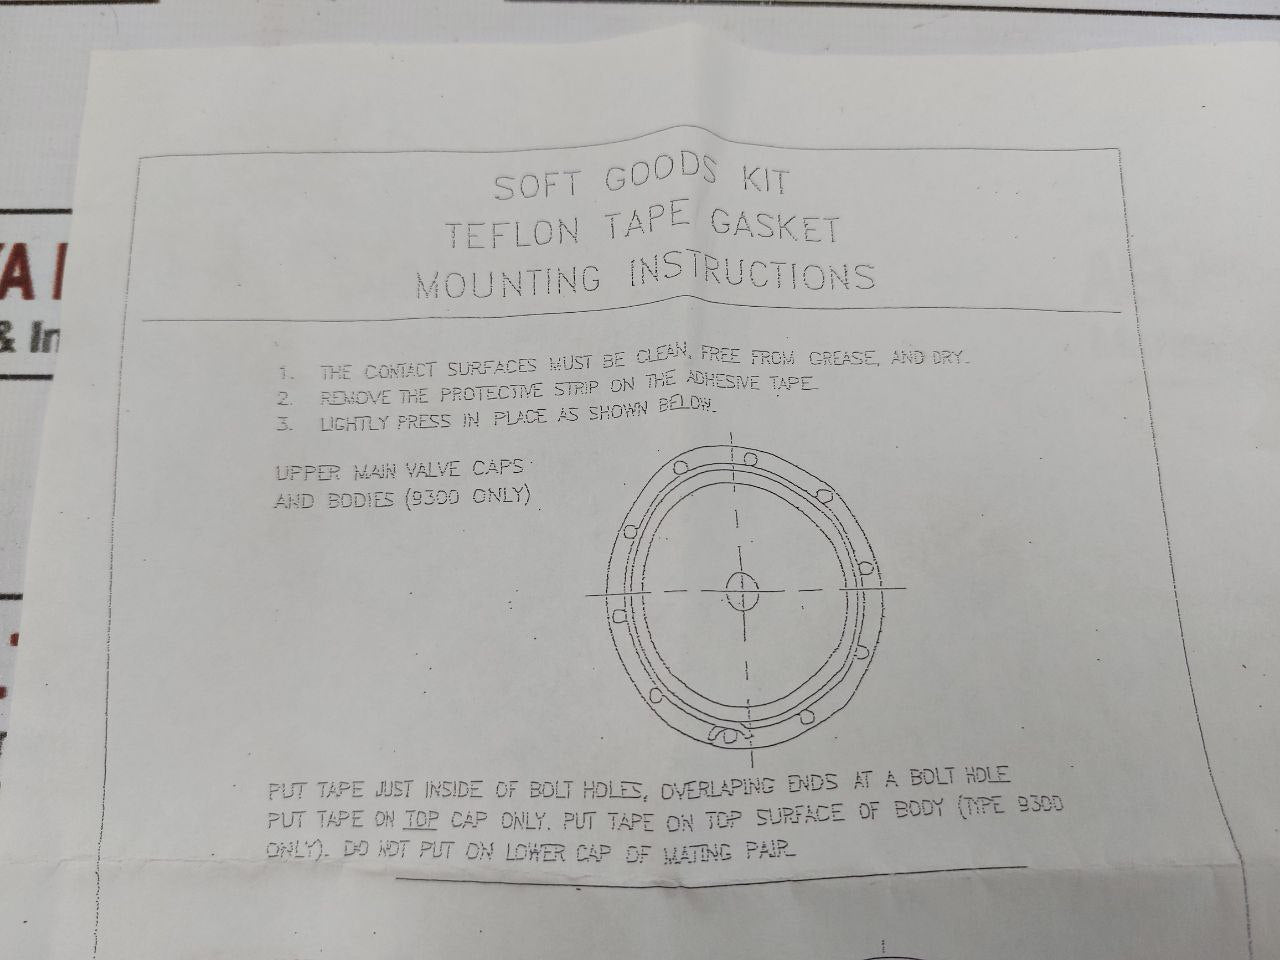 SOFT GOODS KIT
TEFLON TAPE GASKET
MOUNTING INSTRUCTIONS
1. THE CONTACT SURFACES MUST BE CLEAN, FREE FROM GREASE, AND DRY.
2. REMOVE THE PROTECTIVE STRIP ON THE ADHESIVE TAPE.
3. LIGHTLY PRESS IN PLACE AS SHOWN BELOW.
UPPER MAIN VALVE CAPS
AND BODIES (9300 ONLY)
PUT TAPE JUST INSIDE OF BOLT HOLES, OVERLAPING ENDS AT A BOLT HOLE
PUT TAPE ON TOP CAP ONLY. PUT TAPE ON TOP SURFACE OF BODY (TYPE 9300
ONLY). DO NOT PUT ON LOWER CAP OF MATING PAIR.
YA
& In